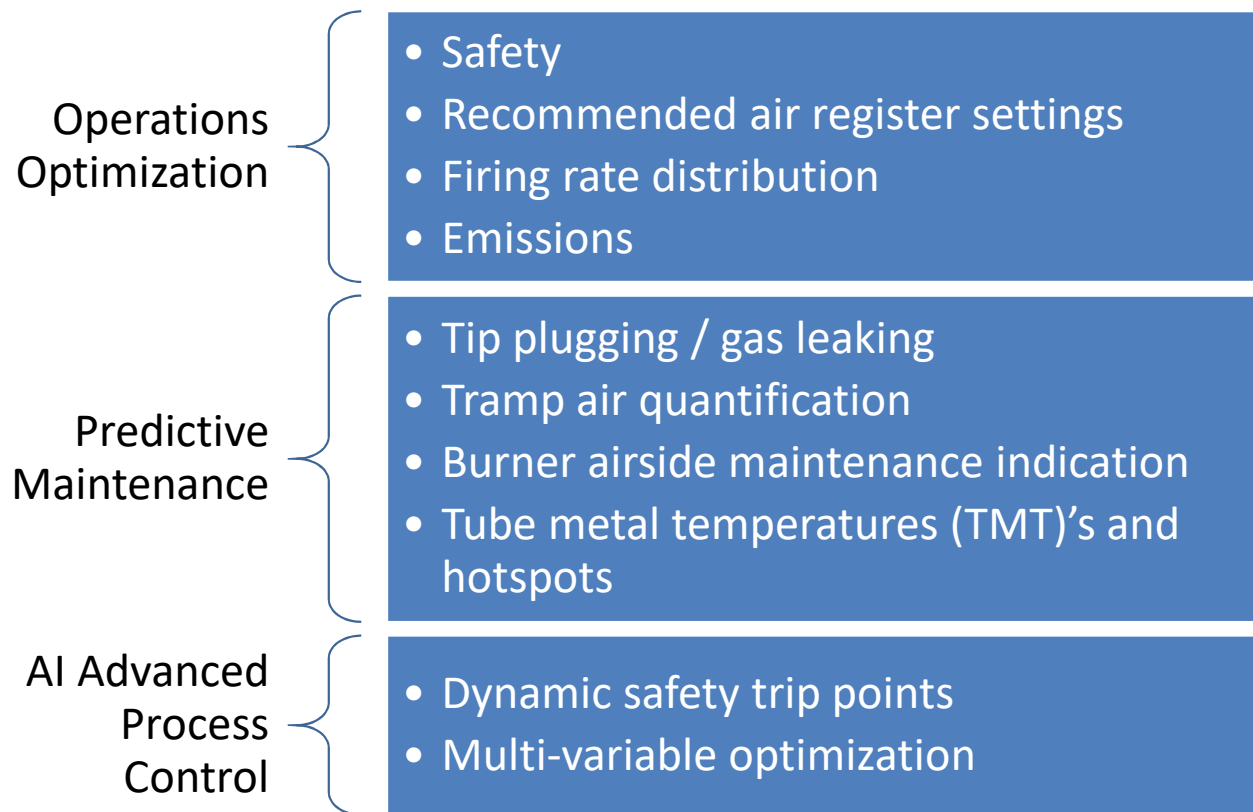 Operations
Optimization
• Safety
• Recommended air register settings
• Firing rate distribution
• Emissions
Predictive
Maintenance
• Tip plugging / gas leaking
• Tramp air quantification
• Burner airside maintenance indication
• Tube metal temperatures (TMT)’s and
hotspots
AI Advanced
Process
Control
• Dynamic safety trip points
• Multi-variable optimization